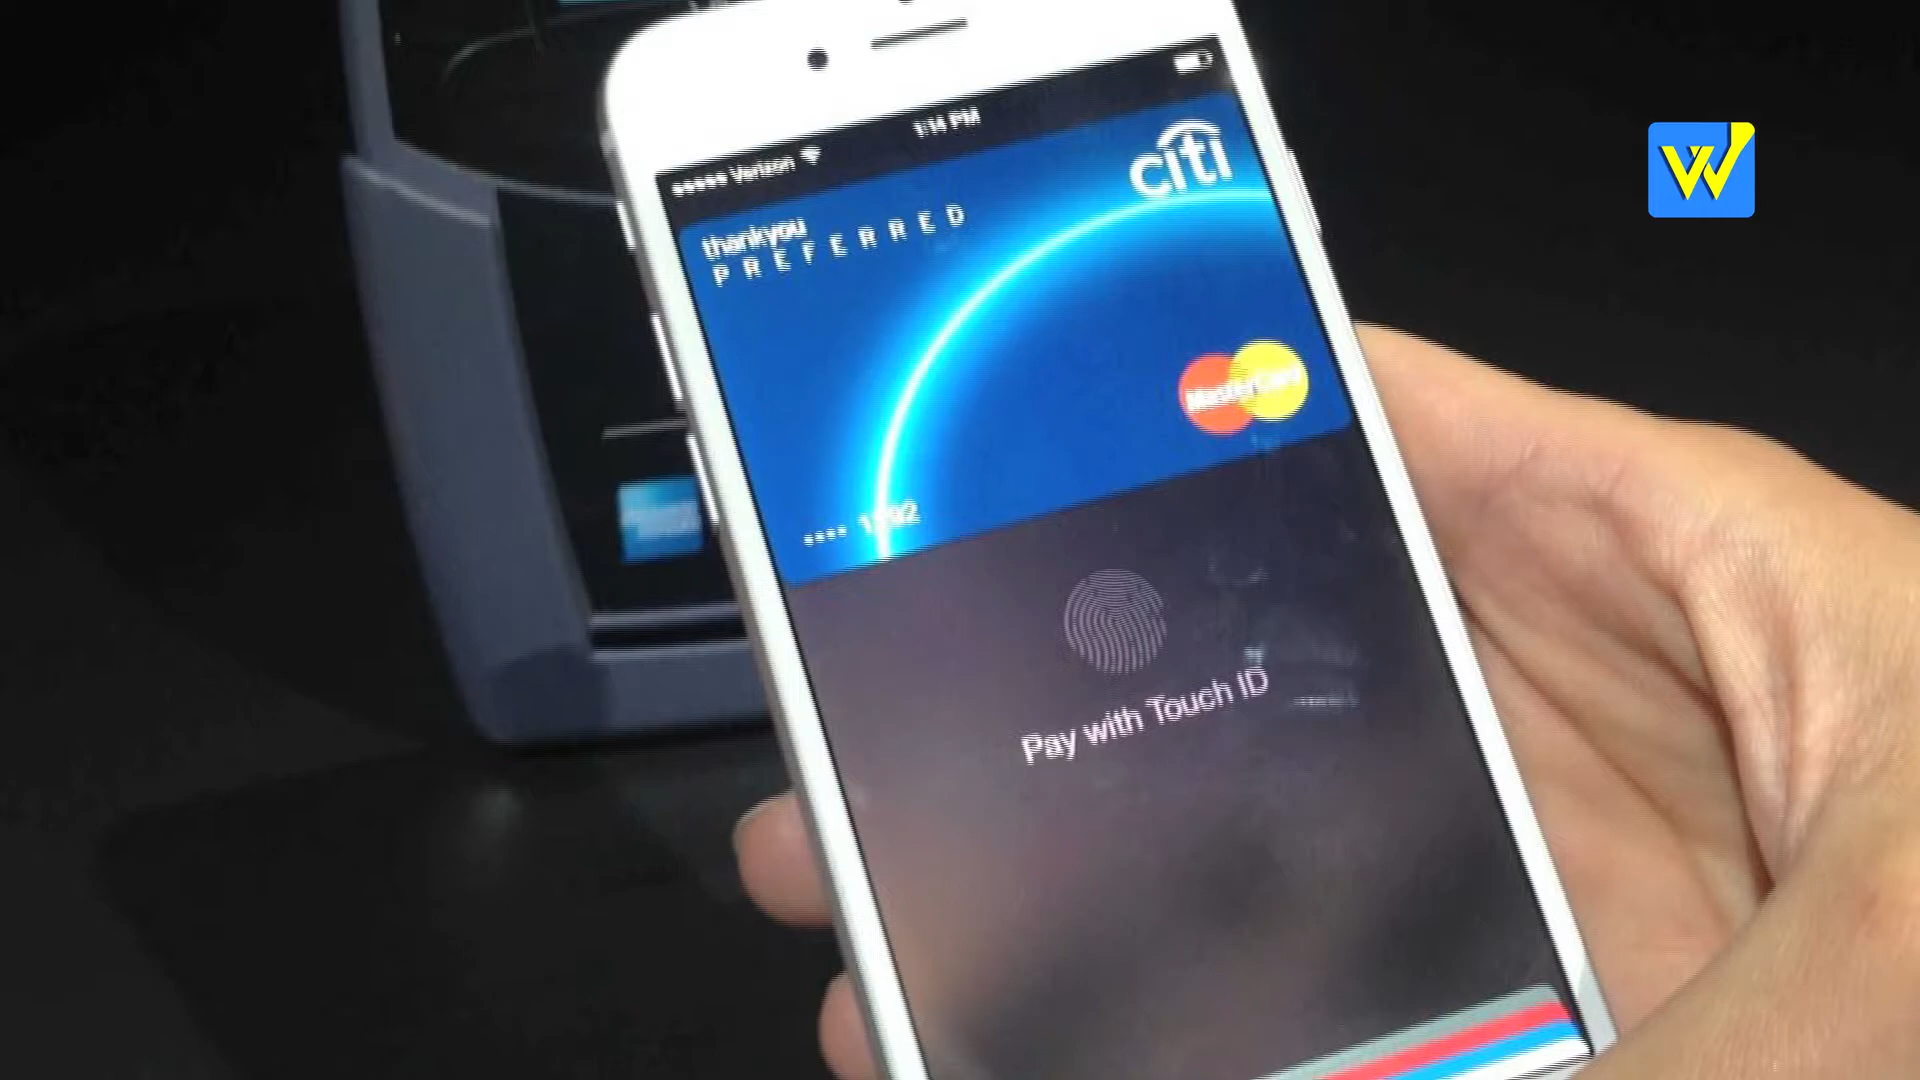 1:14 PM
Verizon
citi
thankyou
PREFERRED
MasterCard
Pay with Touch ID
W